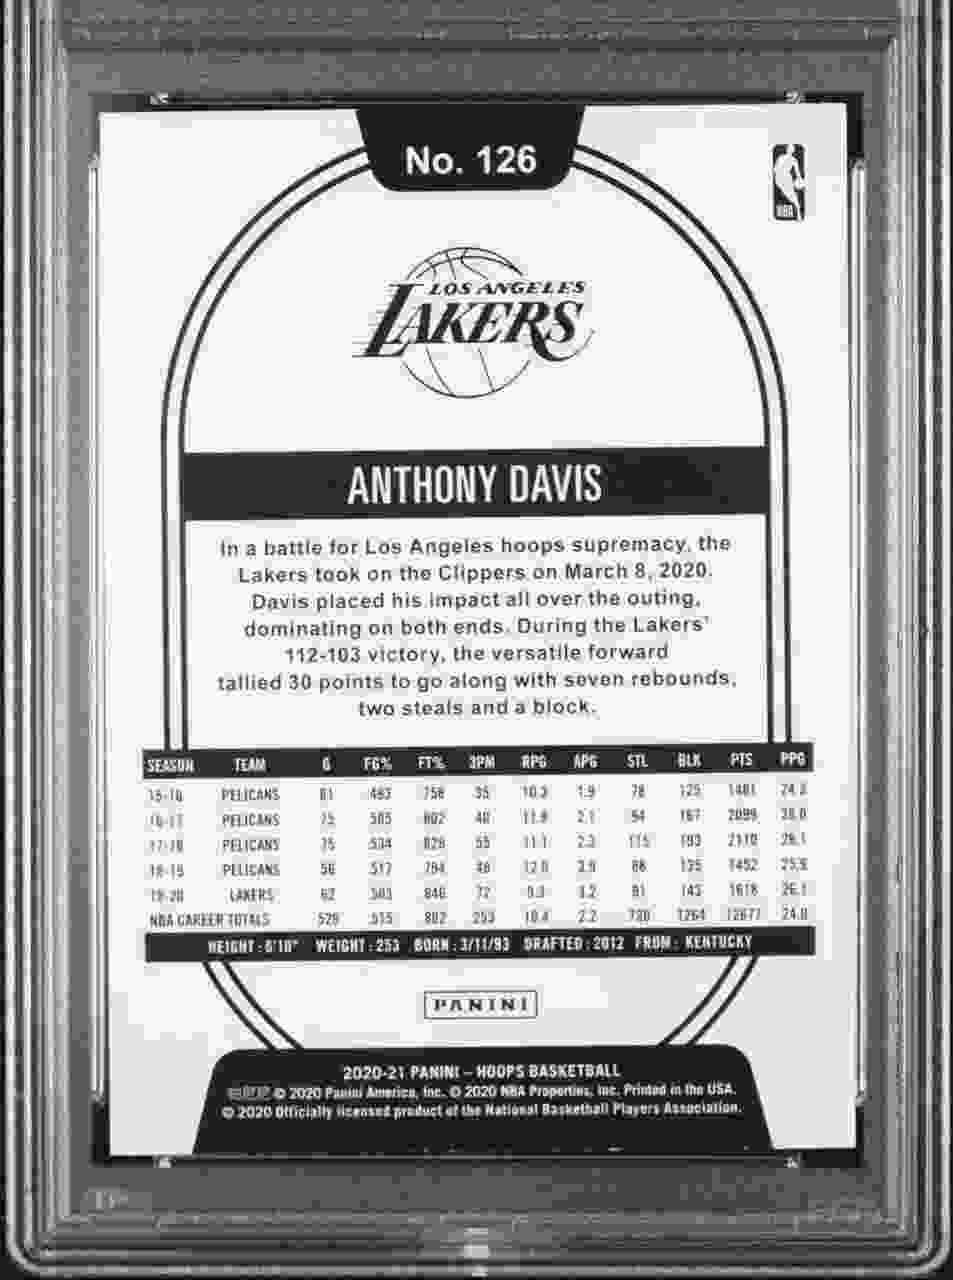 No. 126
NBA
LOS ANGELES
LAKERS
ANTHONY DAVIS
In a battle for Los Angeles hoops supremacy, the
Lakers took on the Clippers on March 8, 2020.
Davis placed his impact all over the outing,
dominating on both ends. During the Lakers'
112-103 victory, the versatile forward
tallied 30 points to go along with seven rebounds,
two steals and a block.
SEASON TEAM G FG% FT% 3PM RPG APG STL BLK PTS PPG
15-16 PELICANS 61 .493 .758 35 10.3 1.9 78 125 1481 24.3
16-17 PELICANS 75 .505 .802 40 11.8 2.1 94 167 2099 28.0
17-18 PELICANS 75 .534 .828 55 11.1 2.3 115 193 2110 28.1
18-19 PELICANS 56 .517 .794 48 12.0 3.9 88 135 1452 25.9
19-20 LAKERS 62 .503 .846 72 9.3 3.2 91 143 1618 26.1
NBA CAREER TOTALS 528 .515 .802 253 10.4 2.2 1264 12677 24.0
HEIGHT: 6'10" WEIGHT: 253 BORN: 3/11/93 DRAFTED: 2012 FROM: KENTUCKY
PANINI
2020-21 PANINI – HOOPS BASKETBALL
© 2020 Panini America, Inc. © 2020 NBA Properties, Inc. Printed in the USA.
© 2020 Officially licensed product of the National Basketball Players Association.